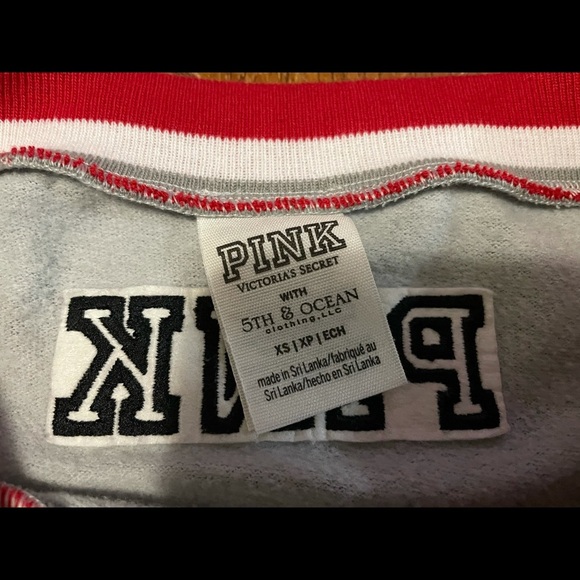 PINK
VICTORIA'S SECRET
WITH
5TH & OCEAN
clothing, LLC
XS | XP | ECH
made in Sri Lanka/fabriqué au
Sri Lanka/hecho en Sri Lanka
PINK